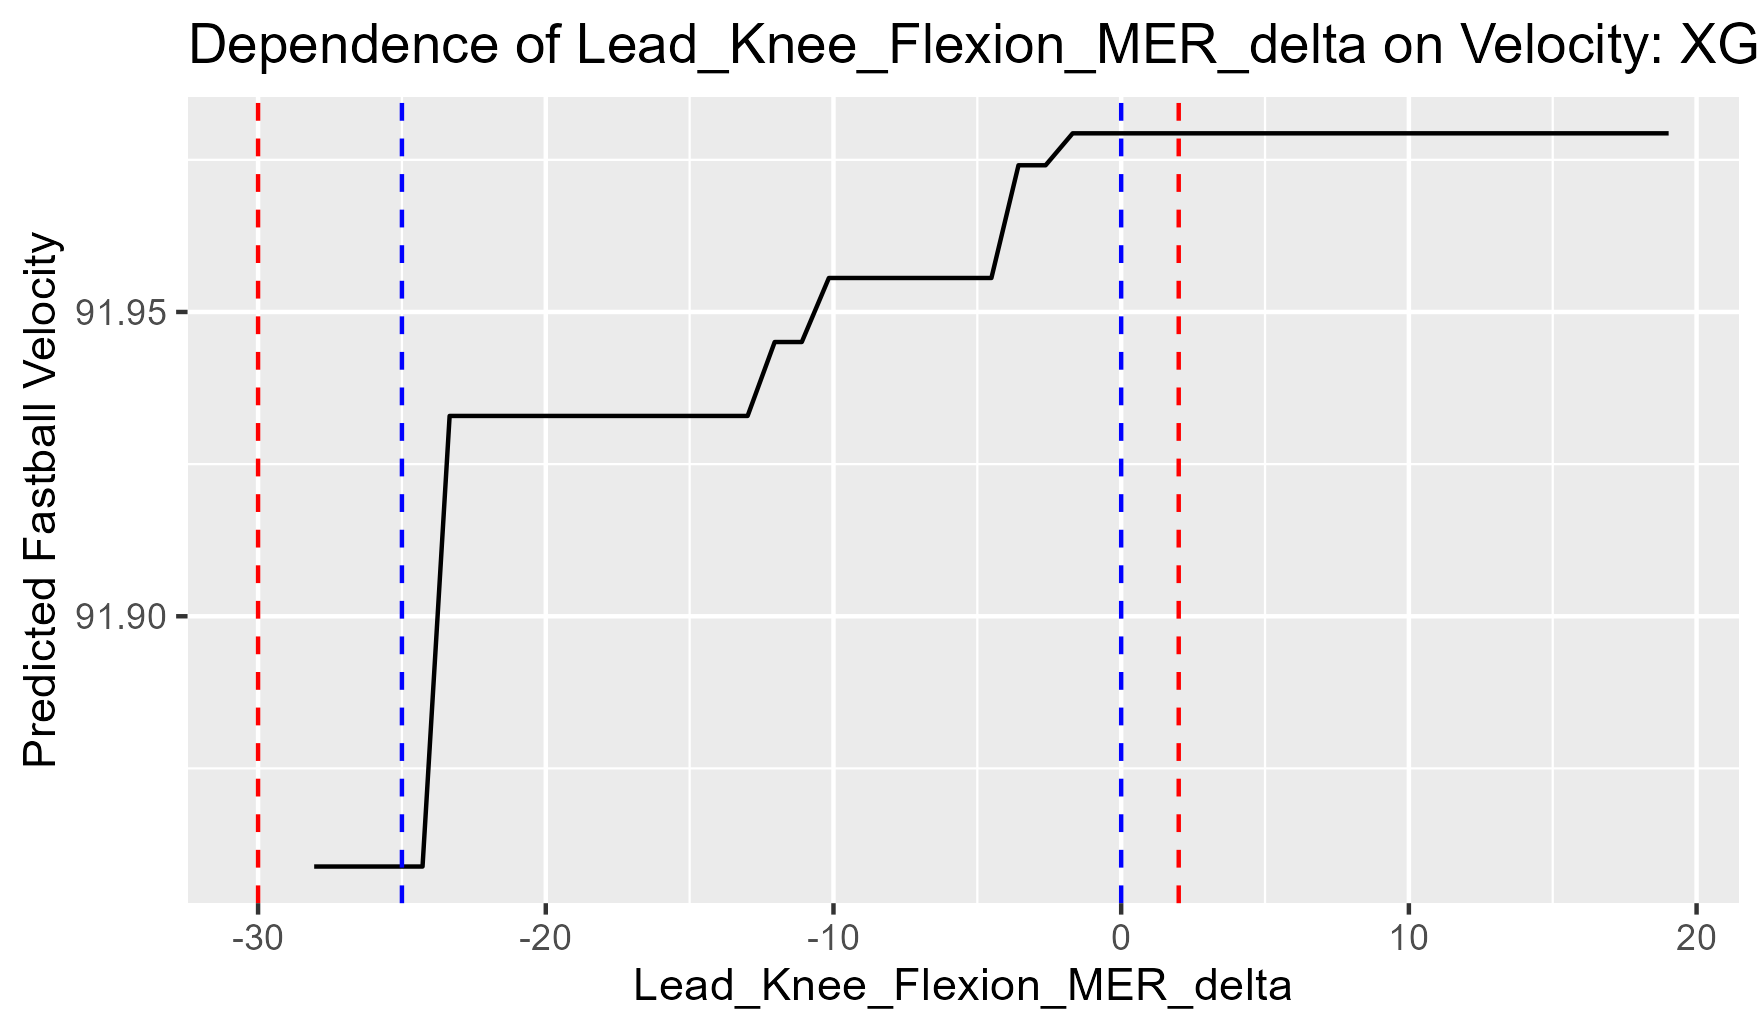 Dependence of Lead_Knee_Flexion_MER_delta on Velocity: XG
Predicted Fastball Velocity
91.95
91.90
-30 -20 -10 0 10 20
Lead_Knee_Flexion_MER_delta